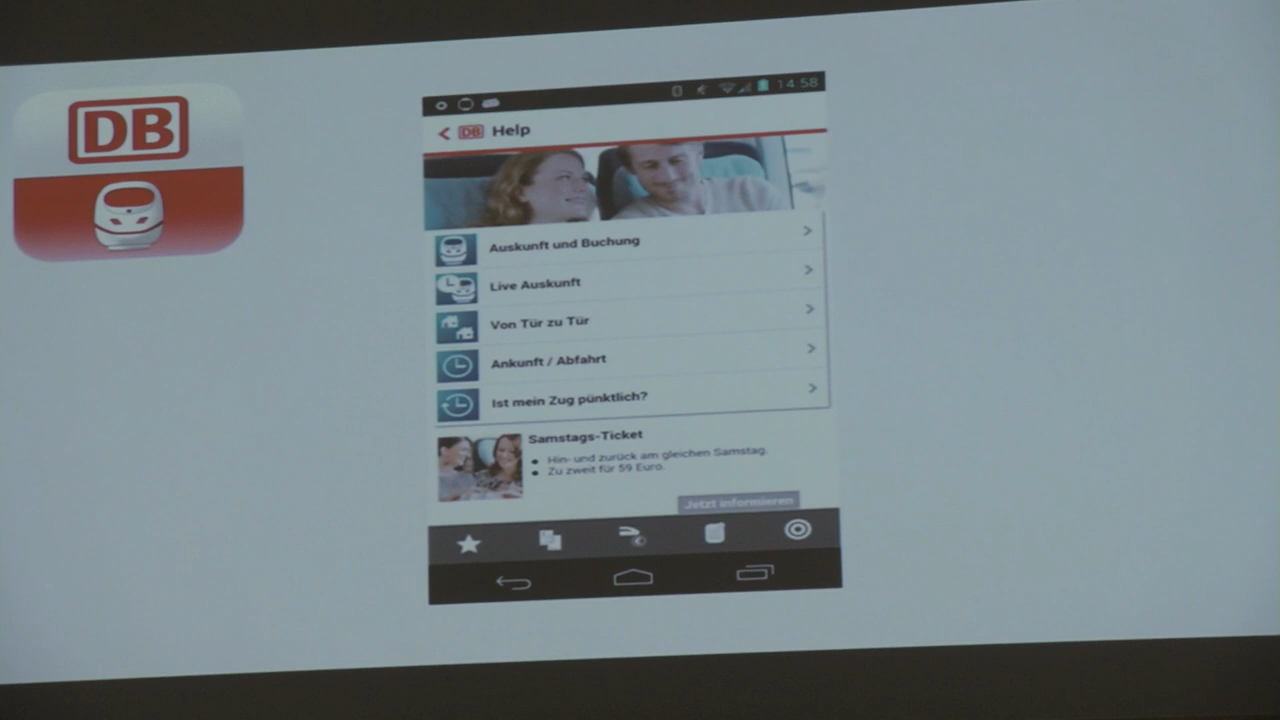 DB
14:58
DB Help
Auskunft und Buchung
Live Auskunft
Von Tür zu Tür
Ankunft / Abfahrt
Ist mein Zug pünktlich?
Samstags-Ticket
Hin- und zurück am gleichen Samstag.
Zu zweit für 59 Euro.
Jetzt informieren